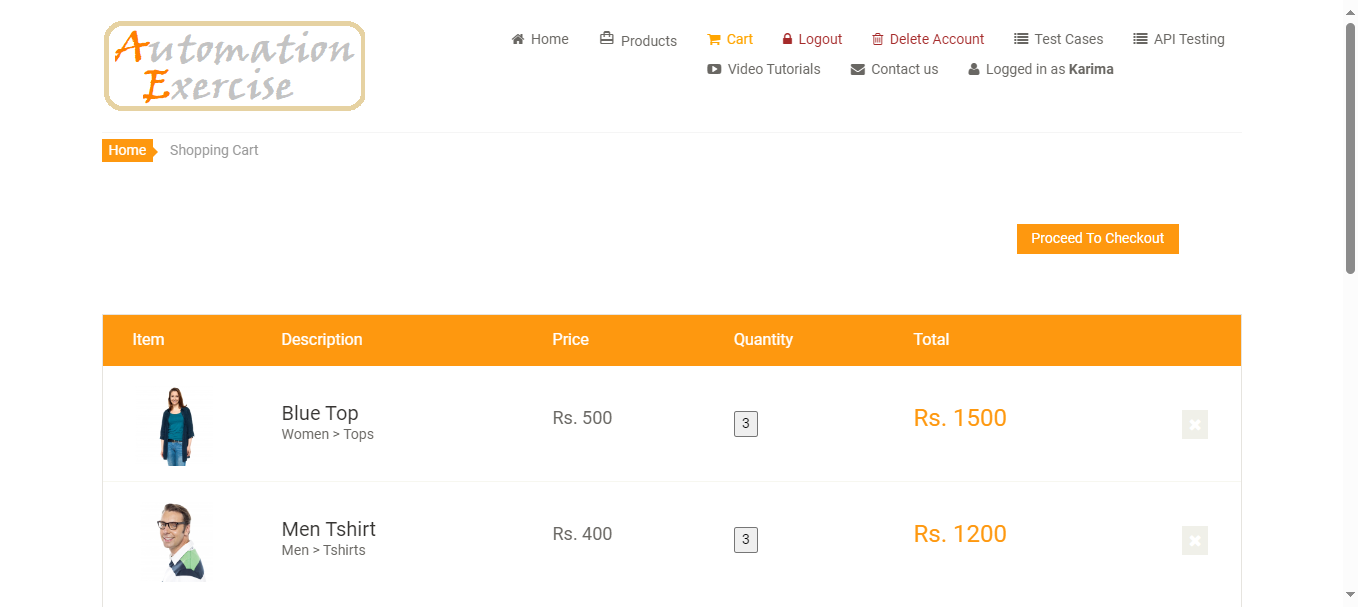 Automation
Exercise
Home Products Cart Logout Delete Account Test Cases API Testing
Video Tutorials Contact us Logged in as Karima
Home Shopping Cart
Proceed To Checkout
Item Description Price Quantity Total
Blue Top
Women > Tops
Rs. 500 3 Rs. 1500
Men Tshirt
Men > Tshirts
Rs. 400 3 Rs. 1200